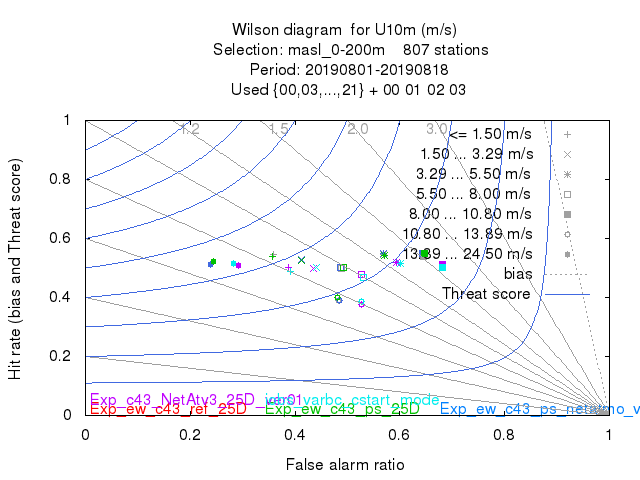 Wilson diagram for U10m (m/s)
Selection: masl_0-200m 807 stations
Period: 20190801-20190818
Used {00,03,...,21} + 00 01 02 03
Hit rate (bias and Threat score)
1
0.8
0.6
0.4
0.2
0
1.2
1.5
2.0
3.0
<= 1.50 m/s
1.50 ... 3.29 m/s
3.29 ... 5.50 m/s
5.50 ... 8.00 m/s
8.00 ... 10.80 m/s
10.80 ... 13.89 m/s
13.89 ... 24.50 m/s
bias
Threat score
Exp_c43_NetAtv3_25D_ver01
varbc_cstart_mode
Exp_ew_c43_ref_25D
Exp_ew_c43_ps_25D
Exp_ew_c43_ps_netatmo_v
0
0.2
0.4
0.6
0.8
1
False alarm ratio